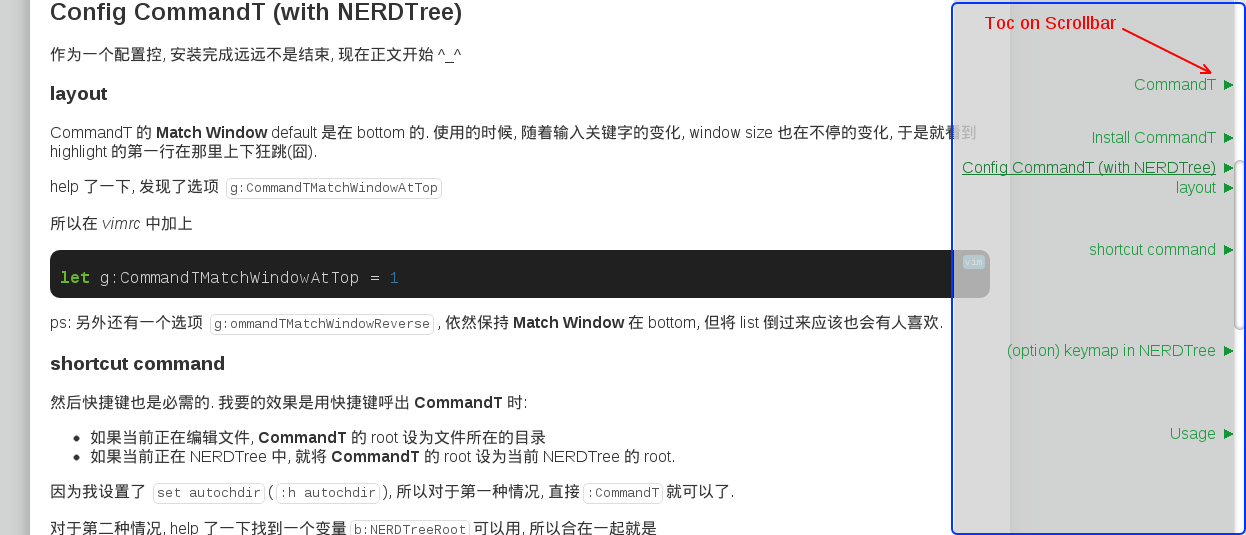 Config CommandT (with NERDTree)
作为一个配置控, 安装完成远远不是结束, 现在正文开始 ^_^
layout
CommandT 的 Match Window default 是在 bottom 的. 使用的时候, 随着输入关键字的变化, window size 也在不停的变化, 于是就看到
highlight 的第一行在那里上下狂跳(囧).
help 了一下, 发现了选项 g:CommandTMatchWindowAtTop
所以在 vimrc 中加上
vim
let g:CommandTMatchWindowAtTop = 1
ps: 另外还有一个选项 g:ommandTMatchWindowReverse , 依然保持 Match Window 在 bottom, 但将 list 倒过来应该也会有人喜欢.
shortcut command
然后快捷键也是必需的. 我要的效果是用快捷键呼出 CommandT 时:
如果当前正在编辑文件, CommandT 的 root 设为文件所在的目录
如果当前正在 NERDTree 中, 就将 CommandT 的 root 设为当前 NERDTree 的 root.
因为我设置了 set autochdir ( :h autochdir ), 所以对于第一种情况, 直接 :CommandT 就可以了.
对于第二种情况, help 了一下找到一个变量 b:NERDTreeRoot 可以用, 所以合在一起就是
Toc on Scrollbar
CommandT ▶
Install CommandT ▶
Config CommandT (with NERDTree) ▶
layout ▶
shortcut command ▶
(option) keymap in NERDTree ▶
Usage ▶